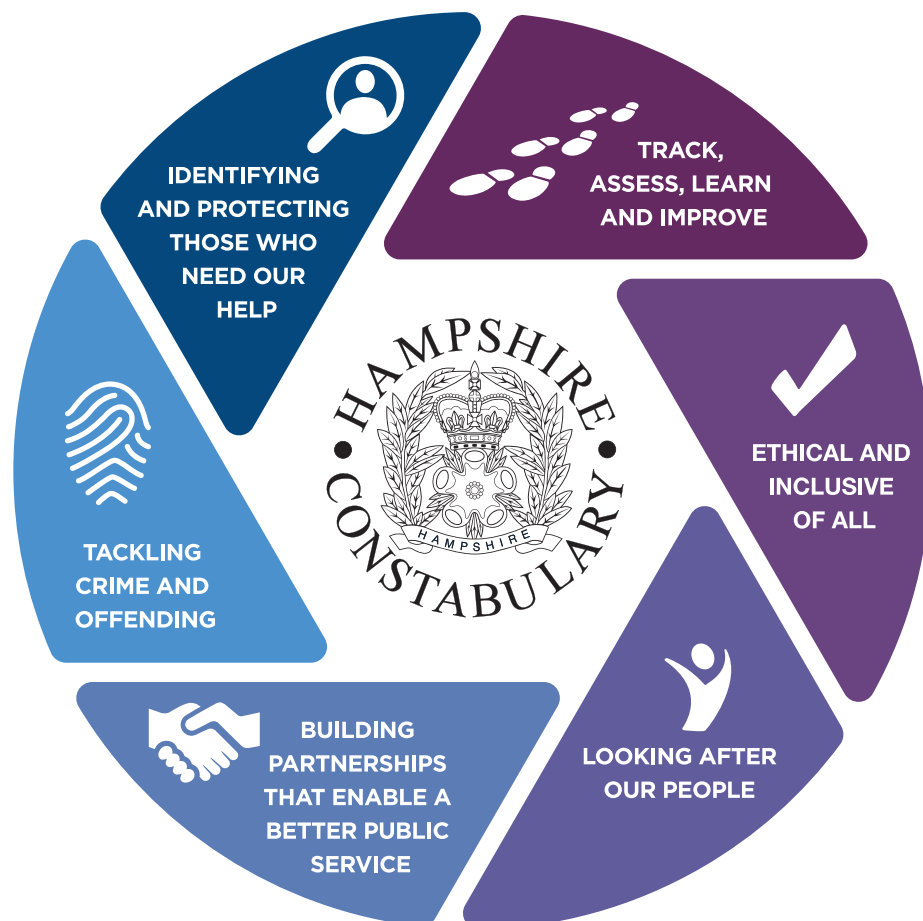 IDENTIFYING
AND PROTECTING
THOSE WHO
NEED OUR
HELP
TRACK,
ASSESS, LEARN
AND IMPROVE
ETHICAL AND
INCLUSIVE
OF ALL
LOOKING AFTER
OUR PEOPLE
BUILDING
PARTNERSHIPS
THAT ENABLE A
BETTER PUBLIC
SERVICE
TACKLING
CRIME AND
OFFENDING
• HAMPSHIRE •
CONSTABULARY
HAMPSHIRE